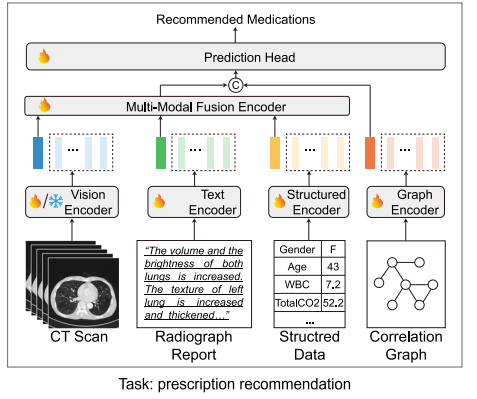 Recommended Medications
Prediction Head
C
Multi-Modal Fusion Encoder
...
...
...
...
/
Vision
Encoder
Text
Encoder
Structured
Encoder
Graph
Encoder
"The volume and the
brightness of both
lungs is increased.
The texture of left
lung is increased
and thickened..."
Gender F
Age 43
WBC 7.2
TotalCO2 52.2
...
CT Scan
Radiograph
Report
Structred
Data
Correlation
Graph
Task: prescription recommendation